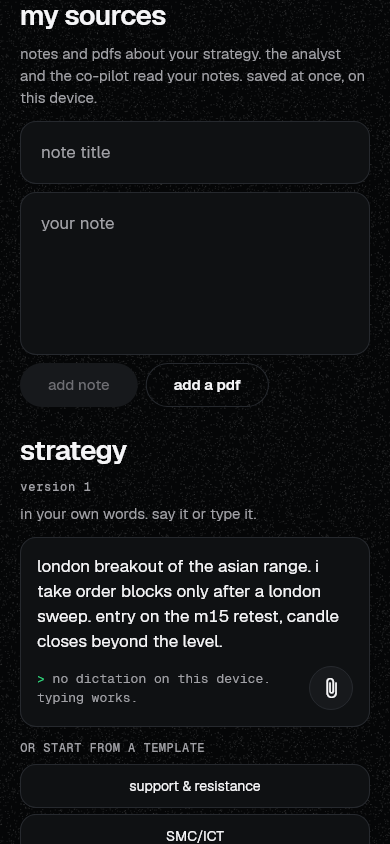 my sources
notes and pdfs about your strategy. the analyst
and the co-pilot read your notes. saved at once, on
this device.
note title
your note
add note
add a pdf
strategy
version 1
in your own words. say it or type it.
london breakout of the asian range. i
take order blocks only after a london
sweep. entry on the m15 retest, candle
closes beyond the level.
> no dictation on this device.
typing works.
OR START FROM A TEMPLATE
support & resistance
SMC/ICT